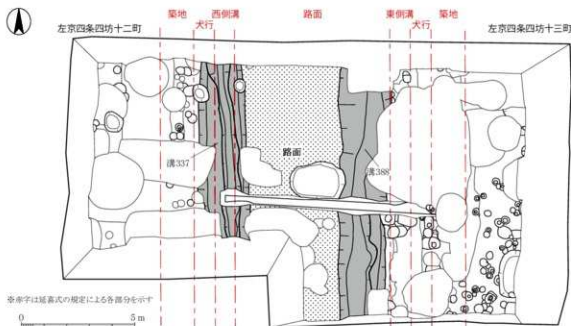 築地 西側溝 路面 東側溝 築地
左京四条四坊十二町 犬行 犬行 左京四条四坊十三町
路面
溝337
溝388
※赤字は延喜式の規定による各部分を示す
0 5 m